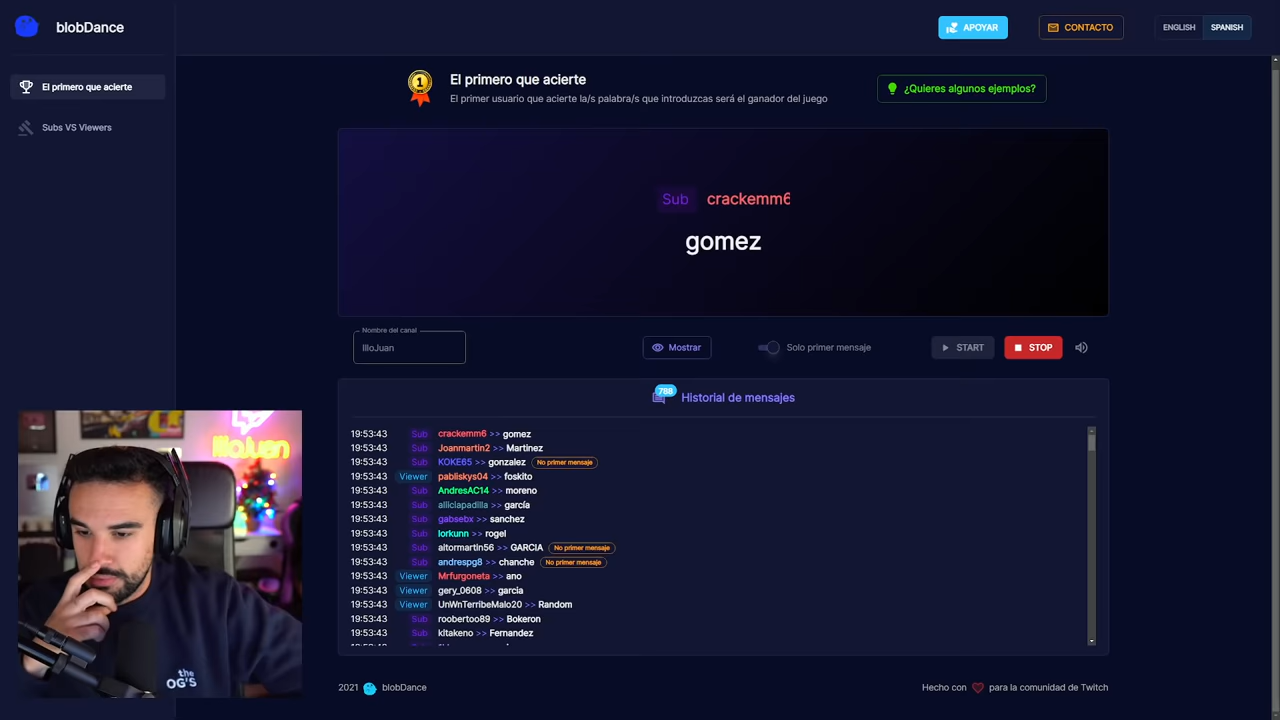 blobDance
APOYAR
CONTACTO
ENGLISH
SPANISH
El primero que acierte
Subs VS Viewers
1
El primero que acierte
El primer usuario que acierte la/s palabra/s que introduzcas será el ganador del juego
¿Quieres algunos ejemplos?
Sub crackemm6
gomez
Nombre del canal
IlloJuan
Mostrar
Solo primer mensaje
START
STOP
788
Historial de mensajes
19:53:43 Sub crackemm6 >> gomez
19:53:43 Sub Joanmartin2 >> Martinez
19:53:43 Sub KOKE65 >> gonzalez No primer mensaje
19:53:43 Viewer pabliskys04 >> foskito
19:53:43 Sub AndresAC14 >> moreno
19:53:43 Sub alliciapadilla >> garcía
19:53:43 Sub gabsebx >> sanchez
19:53:43 Sub lorkunn >> rogel
19:53:43 Sub aitormartin56 >> GARCIA No primer mensaje
19:53:43 Sub andrespg8 >> chanche No primer mensaje
19:53:43 Viewer Mrfurgoneta >> ano
19:53:43 Viewer gery_0608 >> garcia
19:53:43 Viewer UnWnTerribeMalo20 >> Random
19:53:43 Sub roobertoo89 >> Bokeron
19:53:43 Sub kitakeno >> Fernandez
IlloJuan
the
OG'S
2021 blobDance
Hecho con para la comunidad de Twitch